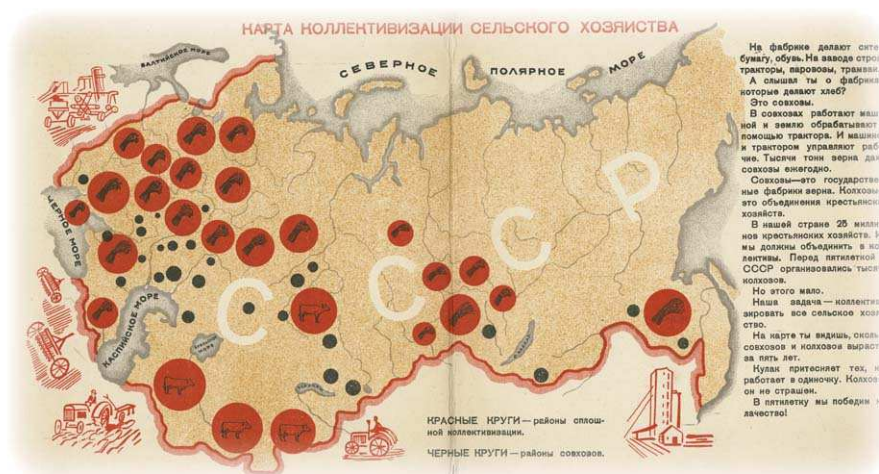 КАРТА КОЛЛЕКТИВИЗАЦИИ СЕЛЬСКОГО ХОЗЯЙСТВА
БАЛТИЙСКОЕ МОРЕ
СЕВЕРНОЕ ПОЛЯРНОЕ МОРЕ
ЧЕРНОЕ МОРЕ
КАСПИЙСКОЕ МОРЕ
МОРЕ
СССР
На фабрике делают
бумагу, обувь. На заводе
тракторы, паровозы,
А слышал ты о
которые делают хлеб?
Это совхозы.
В совхозах работают
ной и землю обрабатывают
помощью трактора. И
и трактором управляют
чие. Тысячи тонн зерна
совхозы ежегодно.
Совхозы—это
ные фабрики зерна.
это объединения
хозяйств.
В нашей стране 25
нов крестьянских хозяйств.
мы должны объединить в
лективы. Перед пятилеткой
СССР организовались
колхозов.
Но этого мало.
Наша задача—
зировать все сельское
ство.
На карте ты видишь,
совхозов и колхозов
за пять лет.
Кулак притесняет тех,
работает в одиночку.
он не страшен.
В пятилетку мы победим
лачество!
КРАСНЫЕ КРУГИ—районы сплош-
ной коллективизации.
ЧЕРНЫЕ КРУГИ—районы совхозов.